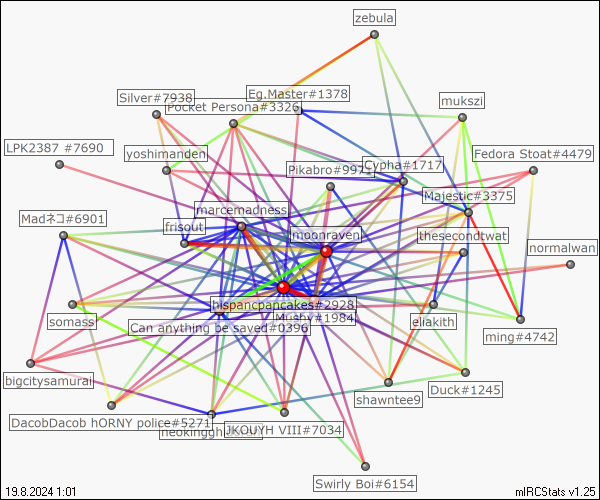 zebula
Eg.Master#1378
Silver#7938
Pocket Persona#3326
mukszi
LPK2387 #7690
yoshimanden
Fedora Stoat#4479
Pikabro#9971
Cypha#1717
Majestic#3375
marcemadness
Madネコ#6901
frisout
moonraven
thesecondtwat
normalwan
hispancpancakes#2928
somass
Mushy#1984
eliakith
Can anything be saved#0396
ming#4742
bigcitysamurai
Duck#1245
shawntee9
DacobDacob hORNY police#5271
JKOUYH VIII#7034
Swirly Boi#6154
19.8.2024 1:01
mIRCStats v1.25